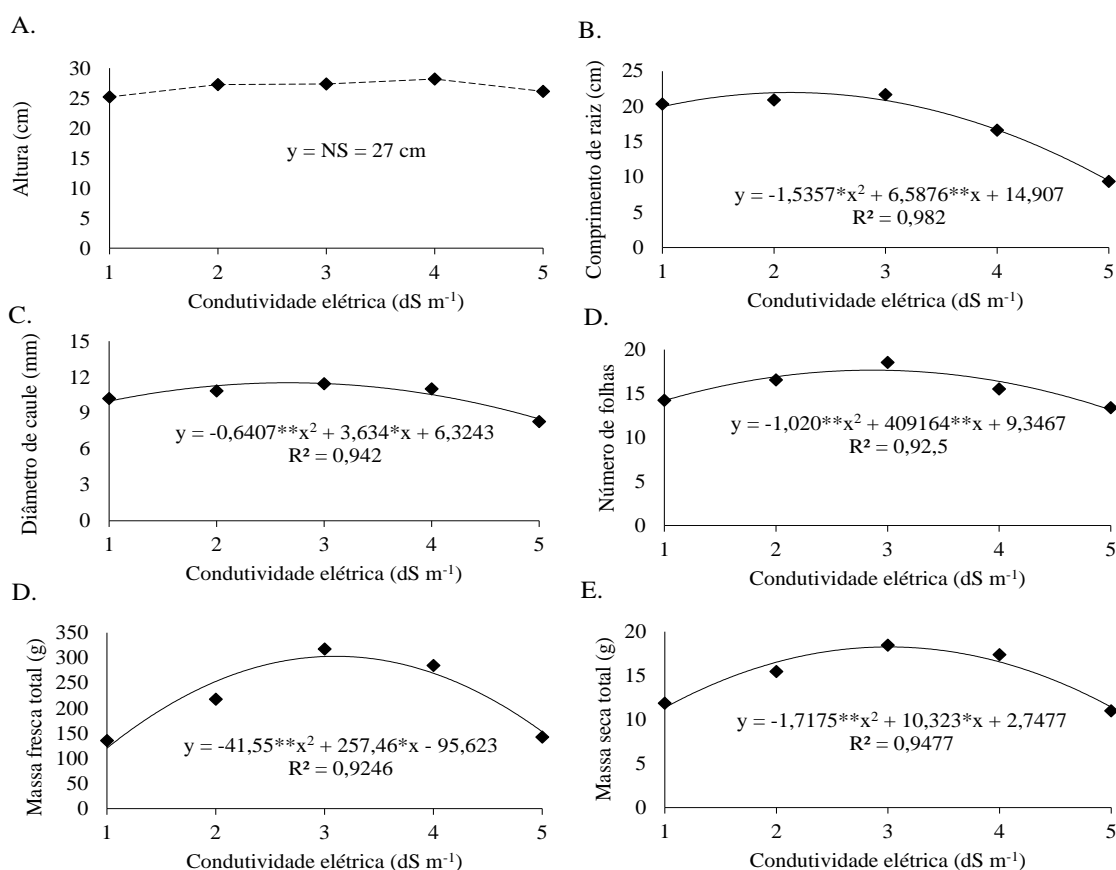 A.
Altura (cm)
30
25
20
15
10
5
0
y = NS = 27 cm
1 2 3 4 5
Condutividade elétrica (dS m-1)
B.
Comprimento de raiz (cm)
25
20
15
10
5
0
y = -1,5357*x² + 6,5876**x + 14,907
R² = 0,982
1 2 3 4 5
Condutividade elétrica (dS m-1)
C.
Diâmetro de caule (mm)
15
12
9
6
3
0
y = -0,6407**x² + 3,634*x + 6,3243
R² = 0,942
1 2 3 4 5
Condutividade elétrica (dS m-1)
D.
Número de folhas
20
15
10
5
0
y = -1,020**x² + 409164**x + 9,3467
R² = 0,92,5
1 2 3 4 5
Condutividade elétrica (dS m-1)
D.
Massa fresca total (g)
350
300
250
200
150
100
50
0
y = -41,55**x² + 257,46*x - 95,623
R² = 0,9246
1 2 3 4 5
Condutividade elétrica (dS m-1)
E.
Massa seca total (g)
20
15
10
5
0
y = -1,7175**x² + 10,323*x + 2,7477
R² = 0,9477
1 2 3 4 5
Condutividade elétrica (dS m-1)